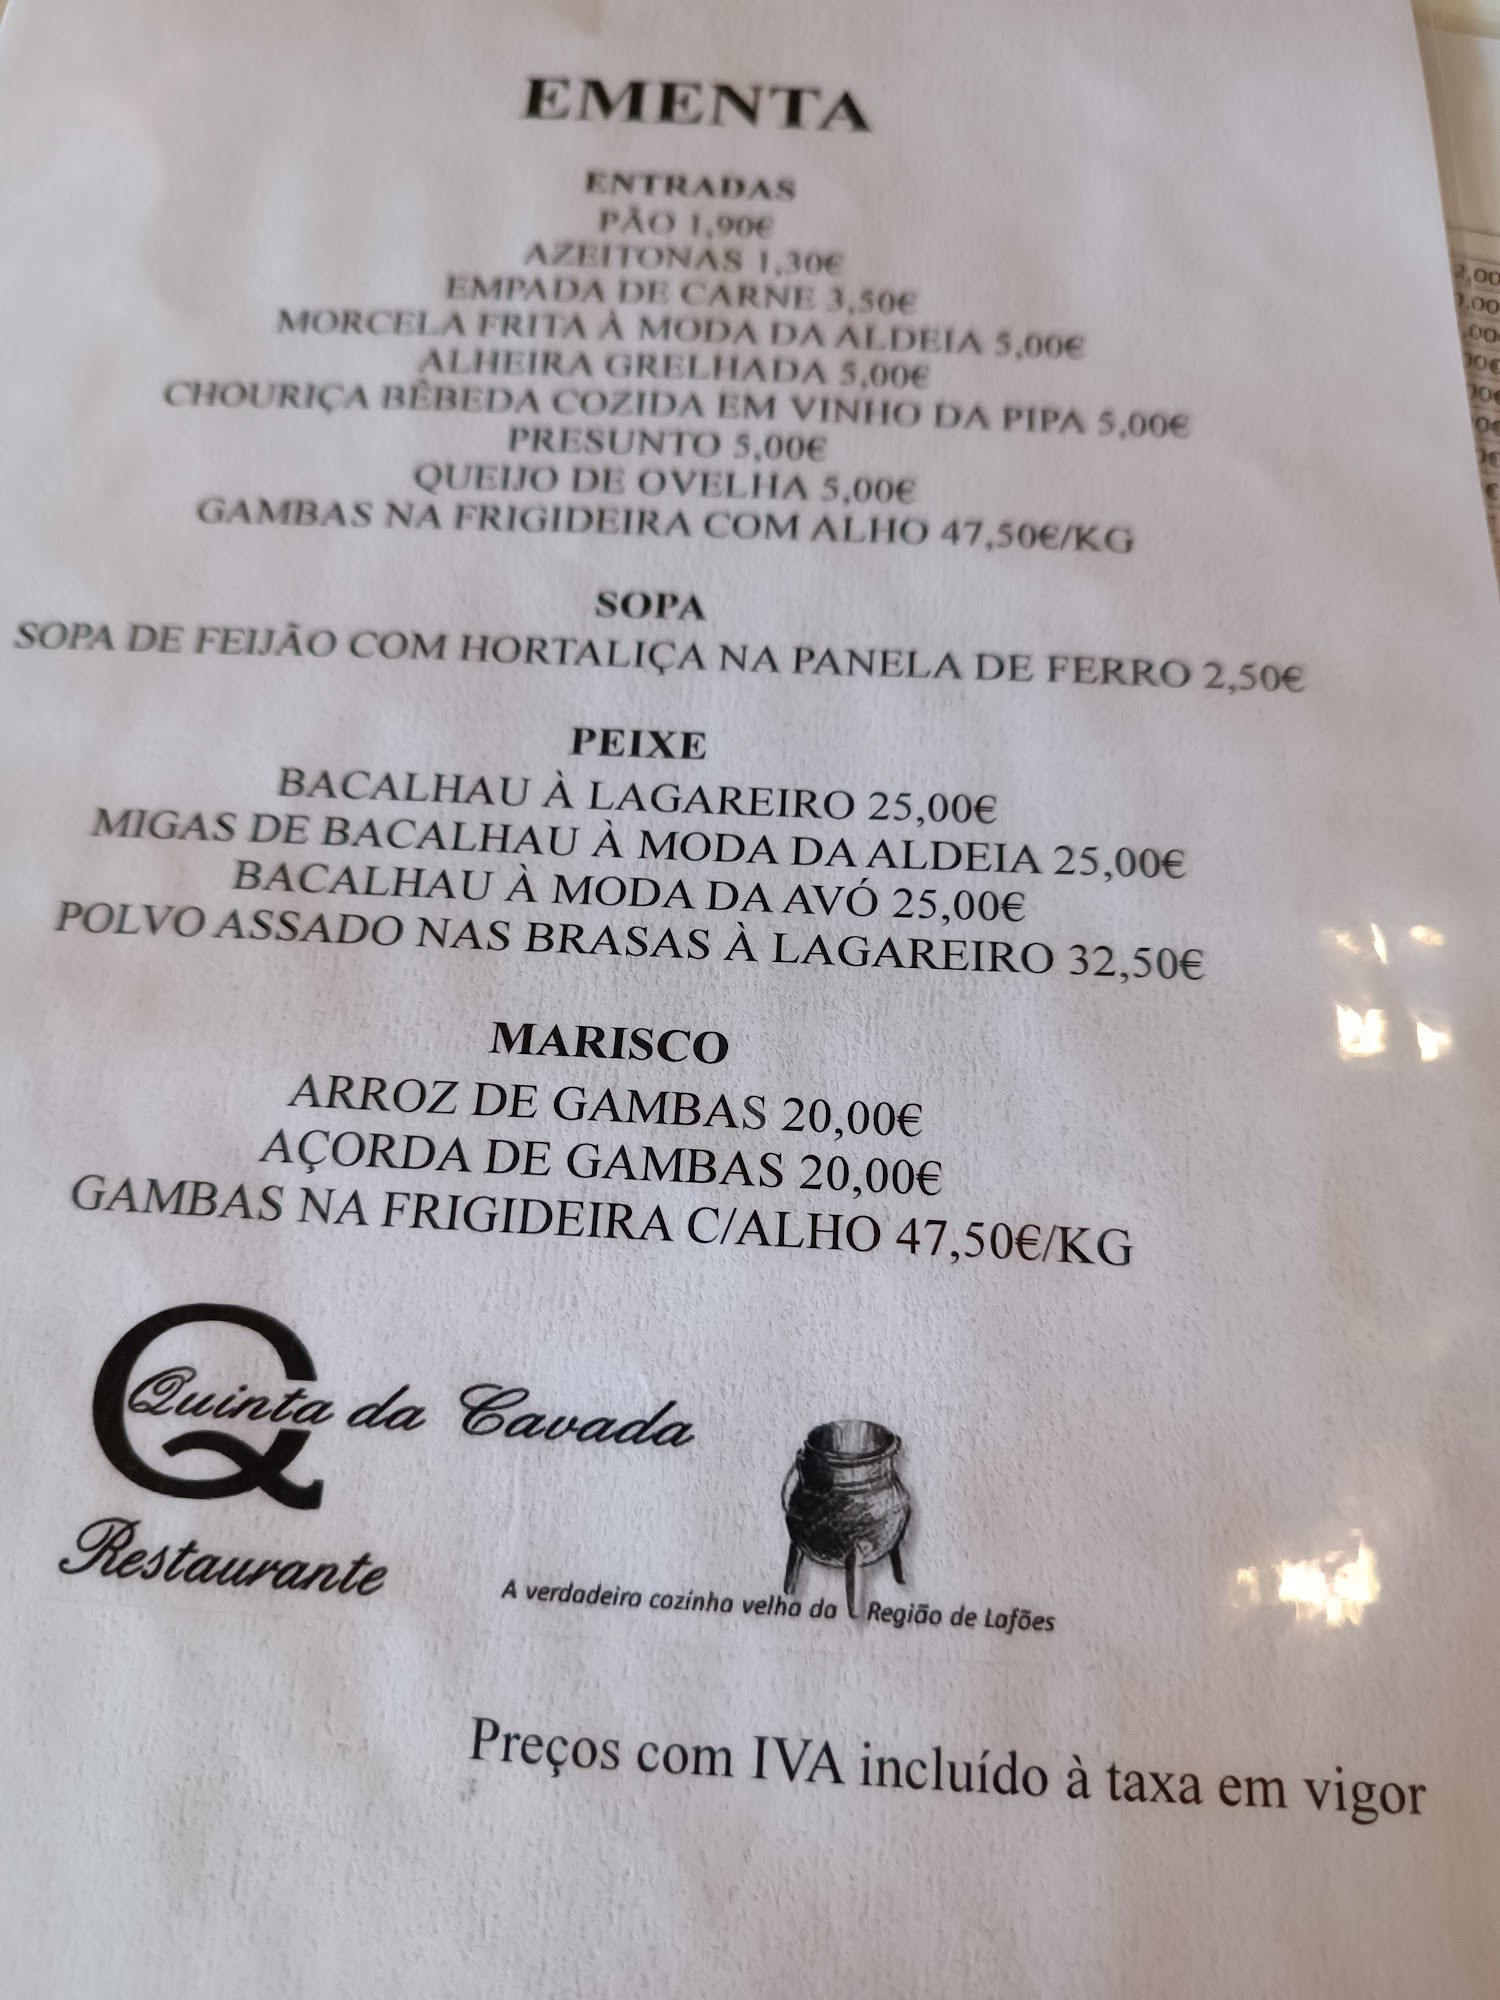 EMENTA
ENTRADAS
PÃO 1,90€
AZEITONAS 1,30€
EMPADA DE CARNE 3,50€
MORCELA FRITA À MODA DA ALDEIA 5,00€
ALHEIRA GRELHADA 5,00€
CHOURIÇA BÊBEDA COZIDA EM VINHO DA PIPA 5,00€
PRESUNTO 5,00€
QUEIJO DE OVELHA 5,00€
GAMBAS NA FRIGIDEIRA COM ALHO 47,50€/KG
SOPA
SOPA DE FEIJÃO COM HORTALIÇA NA PANELA DE FERRO 2,50€
PEIXE
BACALHAU À LAGAREIRO 25,00€
MIGAS DE BACALHAU À MODA DA ALDEIA 25,00€
BACALHAU À MODA DA AVÓ 25,00€
POLVO ASSADO NAS BRASAS À LAGAREIRO 32,50€
MARISCO
ARROZ DE GAMBAS 20,00€
AÇORDA DE GAMBAS 20,00€
GAMBAS NA FRIGIDEIRA C/ALHO 47,50€/KG
Q
Quinta da Cavada
Restaurante
A verdadeira cozinha velha da Região de Lafões
Preços com IVA incluído à taxa em vigor